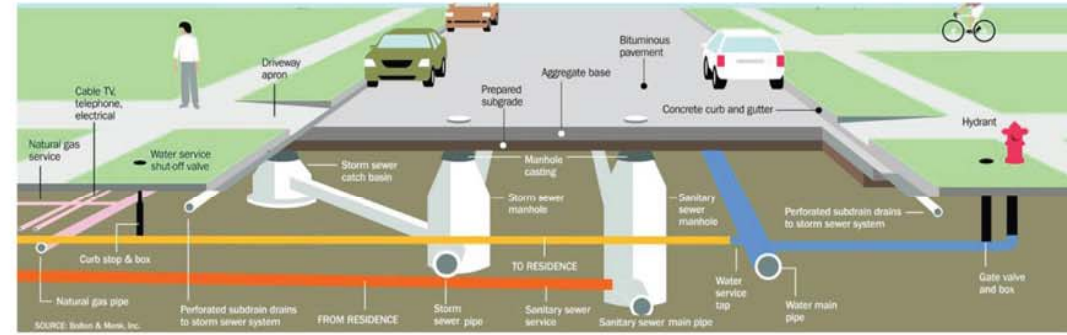 Bituminous
pavement
Driveway
apron
Aggregate base
Cable TV,
telephone,
electrical
Prepared
subgrade
Concrete curb and gutter
Hydrant
Natural gas
service
Water service
shut-off valve
Storm sewer
catch basin
Manhole
casting
Storm sewer
manhole
Sanitary
sewer
manhole
Perforated subdrain drains
to storm sewer system
Curb stop & box
TO RESIDENCE
Gate valve
and box
Natural gas pipe
Perforated subdrain drains
to storm sewer system
FROM RESIDENCE
Storm
sewer pipe
Sanitary sewer
service
Sanitary sewer main pipe
Water
service
tap
Water main
pipe
SOURCE: Bolton & Menk, Inc.